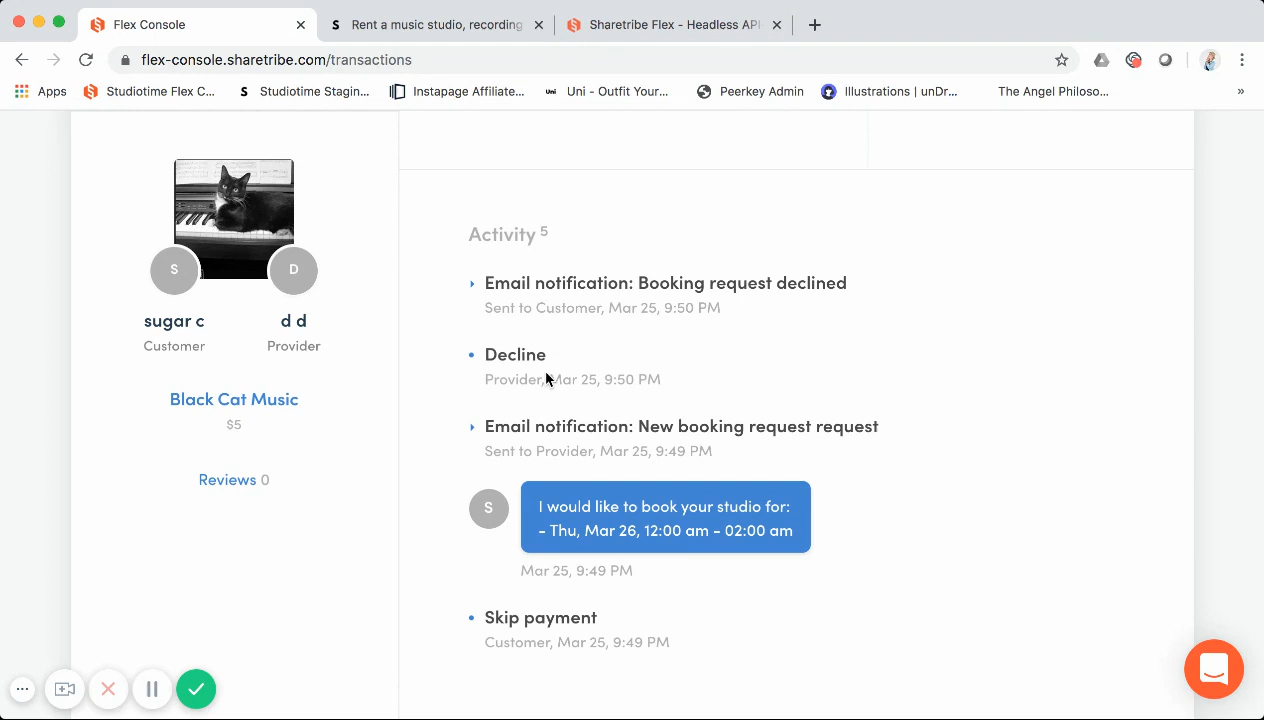 Flex Console
Rent a music studio, recording
Sharetribe Flex - Headless API
flex-console.sharetribe.com/transactions
Apps
Studiotime Flex C...
S
Studiotime Stagin...
Instapage Affiliate...
Uni
Uni - Outfit Your...
Peerkey Admin
Illustrations | unDr...
The Angel Philoso...
»
S
D
sugar c
d d
Customer
Provider
Black Cat Music
$5
Reviews 0
Activity 5
Email notification: Booking request declined
Sent to Customer, Mar 25, 9:50 PM
Decline
Provider, Mar 25, 9:50 PM
Email notification: New booking request request
Sent to Provider, Mar 25, 9:49 PM
S
I would like to book your studio for:
- Thu, Mar 26, 12:00 am - 02:00 am
Mar 25, 9:49 PM
Skip payment
Customer, Mar 25, 9:49 PM